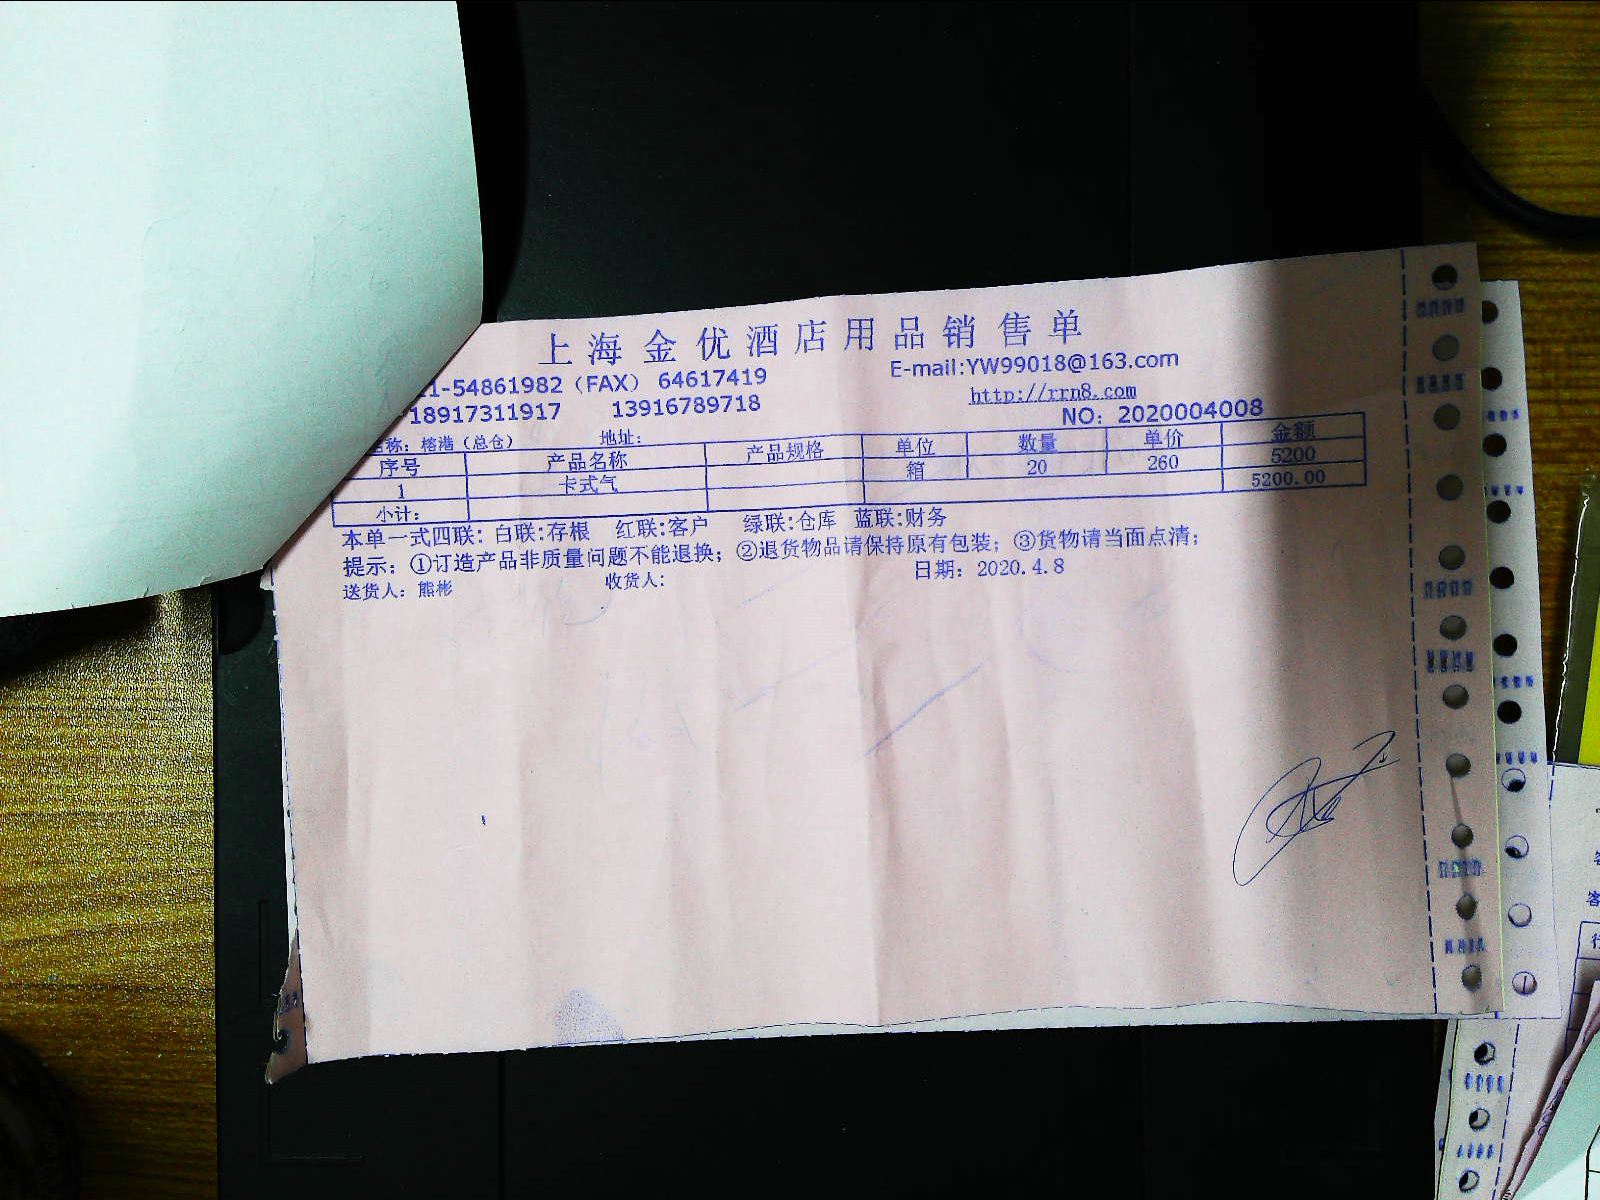 上海金优酒店用品销售单
1-54861982（FAX） 64617419 E-mail:YW99018@163.com
18917311917 13916789718 http://rrn8.com
NO：2020004008
名称：榕港（总仓） 地址：
序号 产品名称 产品规格 单位 数量 单价 金额
1 卡式气 箱 20 260 5200
小计： 5200.00
本单一式四联：白联:存根 红联:客户 绿联:仓库 蓝联:财务
提示：①订造产品非质量问题不能退换；②退货物品请保持原有包装；③货物请当面点清；
送货人：熊彬 收货人： 日期：2020.4.8